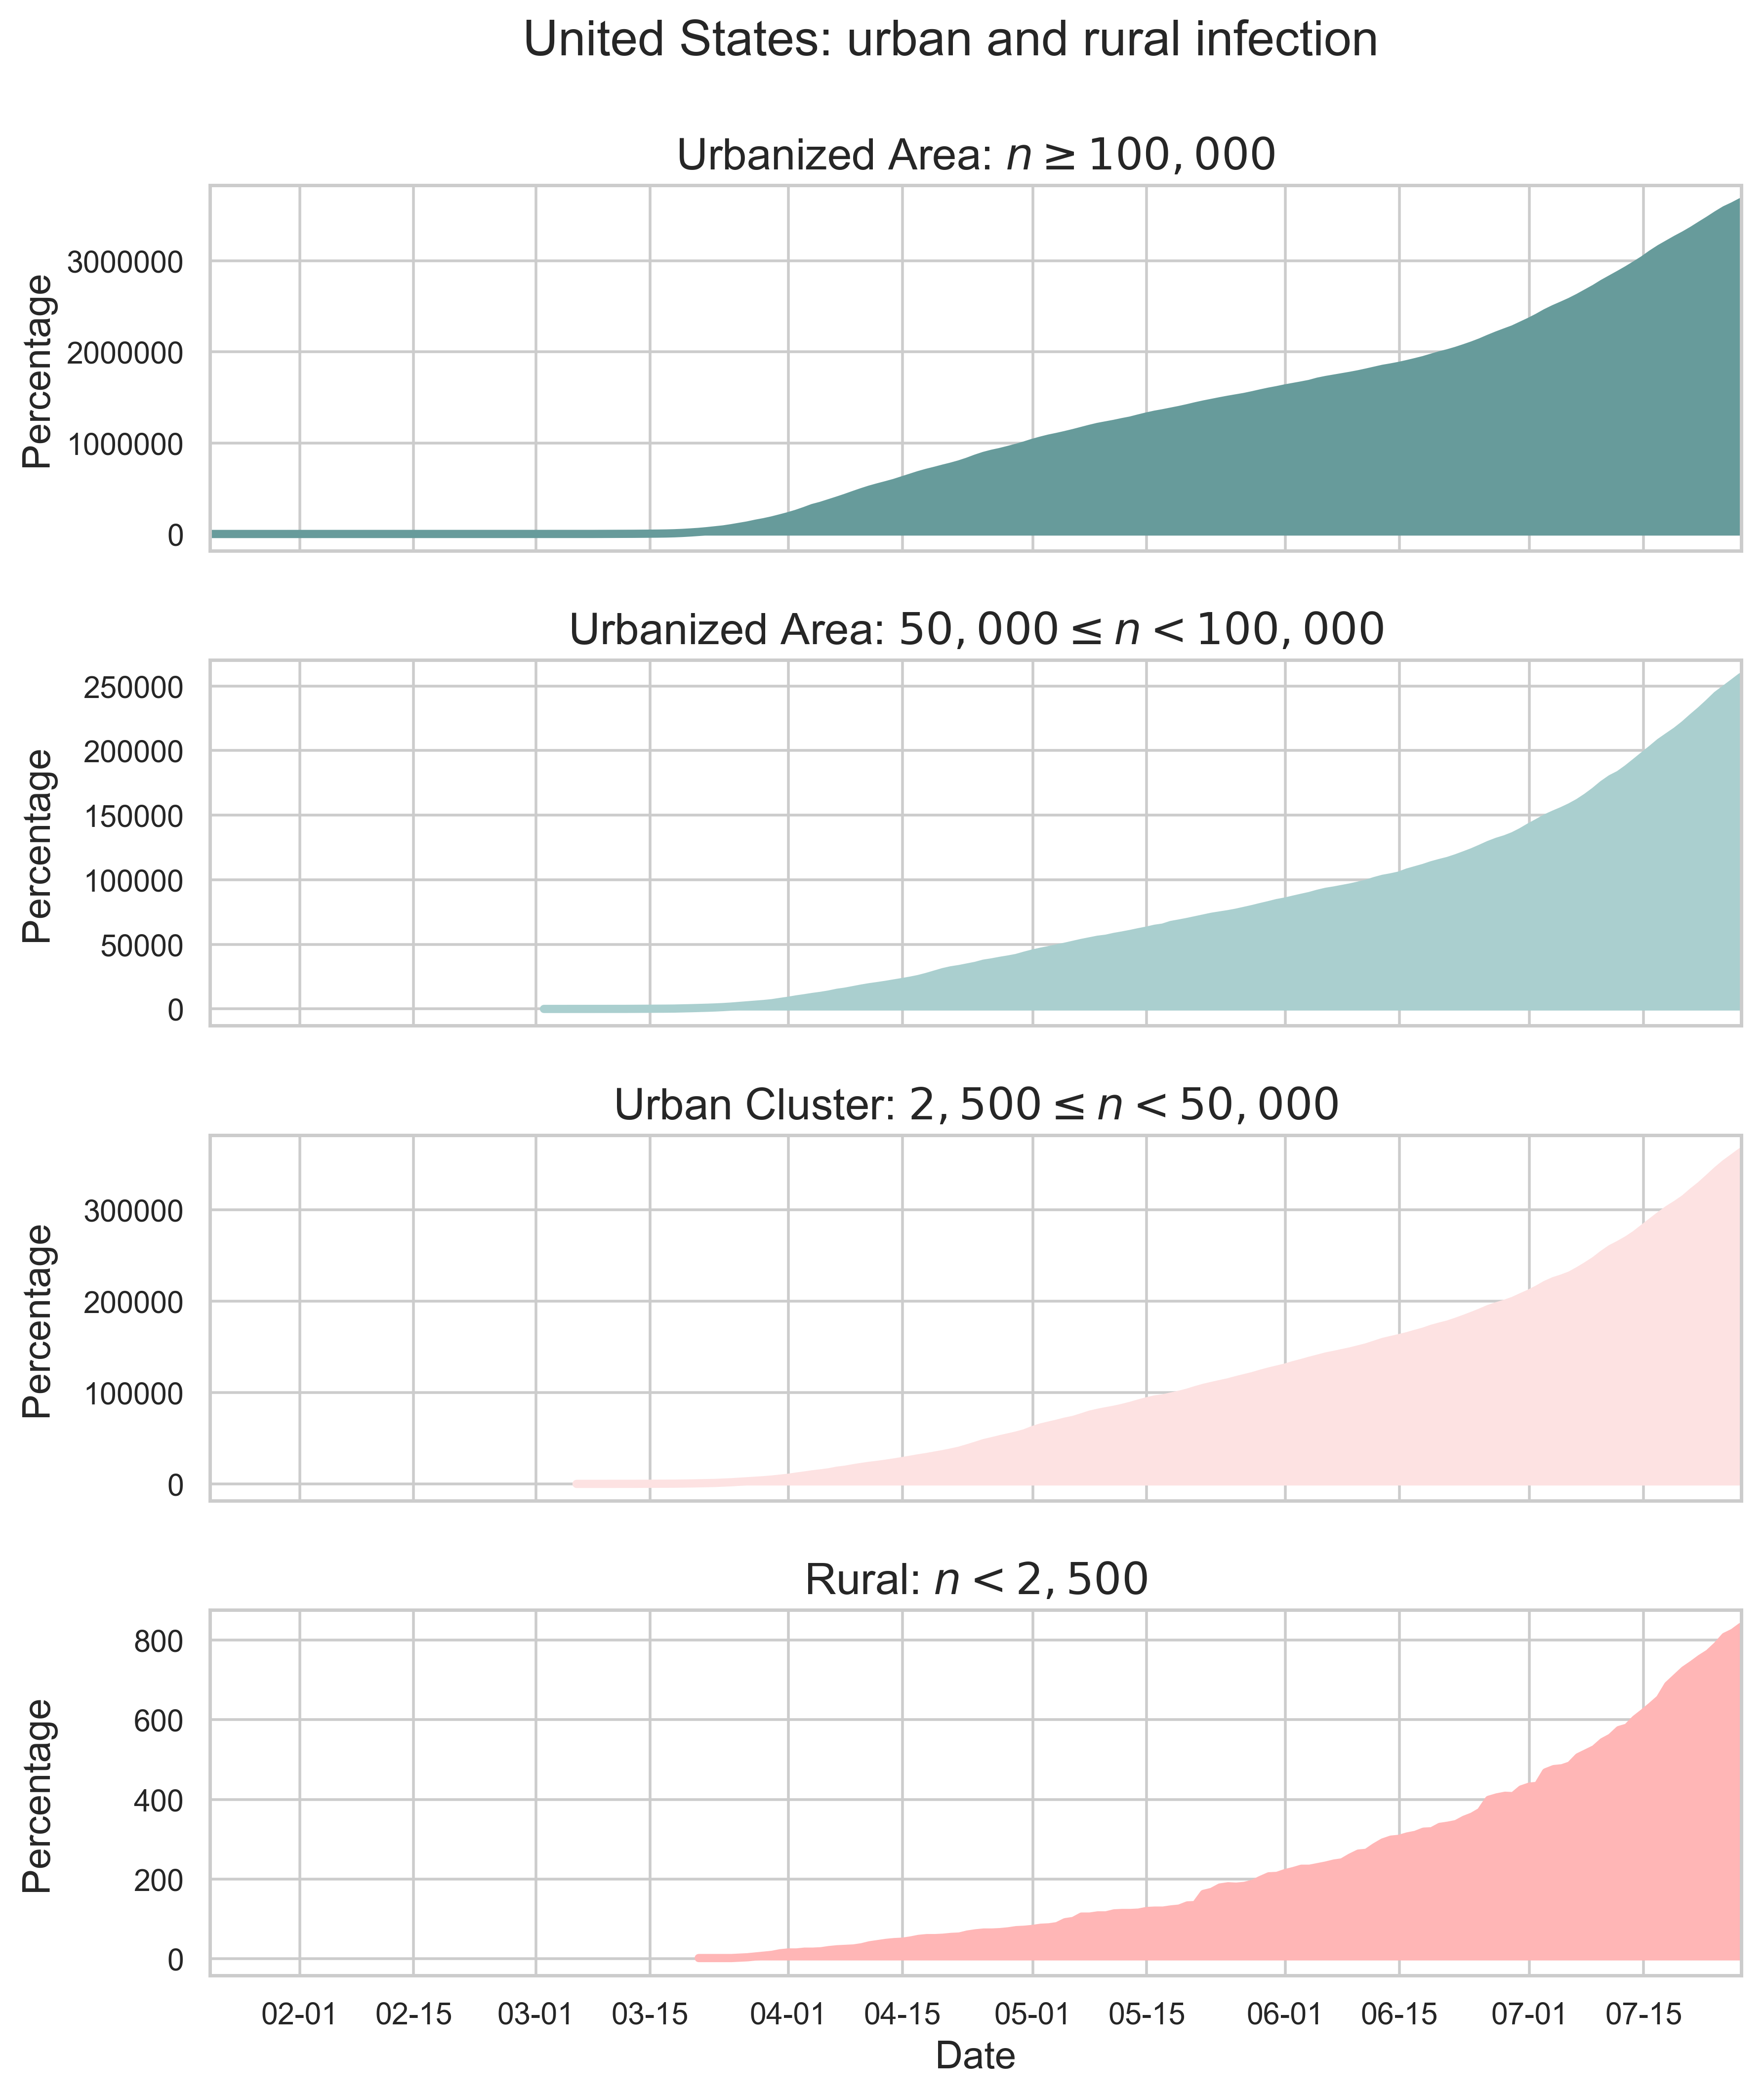 United States: urban and rural infection
Urbanized Area: n ≥ 100,000
Percentage
3000000
2000000
1000000
0
Urbanized Area: 50,000 ≤ n < 100,000
Percentage
250000
200000
150000
100000
50000
0
Urban Cluster: 2,500 ≤ n < 50,000
Percentage
300000
200000
100000
0
Rural: n < 2,500
Percentage
800
600
400
200
0
02-01 02-15 03-01 03-15 04-01 04-15 05-01 05-15 06-01 06-15 07-01 07-15
Date